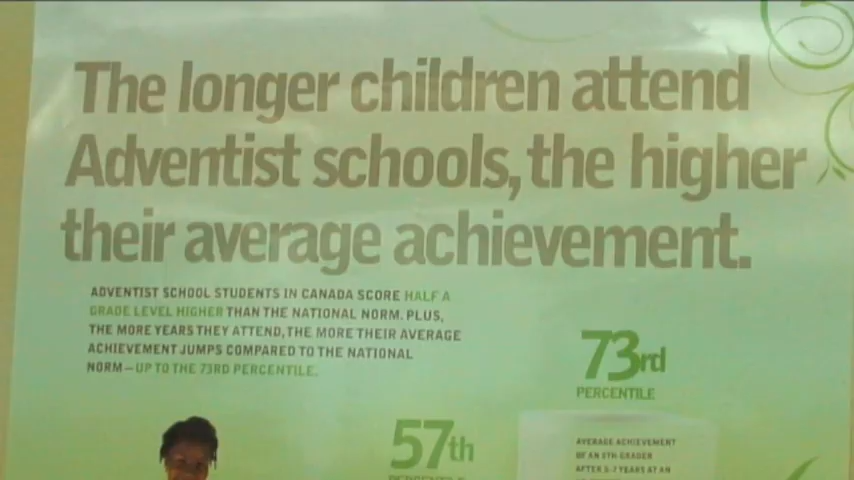 The longer children attend
Adventist schools, the higher
their average achievement.
ADVENTIST SCHOOL STUDENTS IN CANADA SCORE HALF A
GRADE LEVEL HIGHER THAN THE NATIONAL NORM. PLUS,
THE MORE YEARS THEY ATTEND, THE MORE THEIR AVERAGE
ACHIEVEMENT JUMPS COMPARED TO THE NATIONAL
NORM—UP TO THE 73RD PERCENTILE.
73rd
PERCENTILE
57th
PERCENTILE
AVERAGE ACHIEVEMENT
OF AN 8TH-GRADER
AFTER 5-7 YEARS AT AN